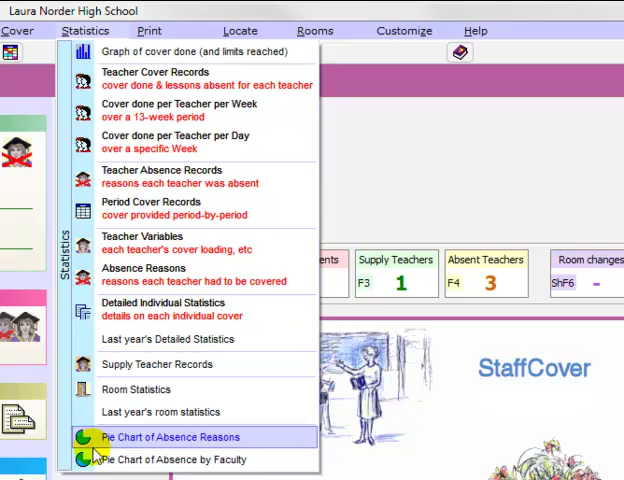 Laura Norder High School
Cover Statistics Print Locate Rooms Customize Help
Graph of cover done (and limits reached)
Teacher Cover Records
cover done & lessons absent for each teacher
Cover done per Teacher per Week
over a 13-week period
Cover done per Teacher per Day
over a specific Week
Teacher Absence Records
reasons each teacher was absent
Period Cover Records
cover provided period-by-period
Teacher Variables
each teacher's cover loading, etc
Absence Reasons
reasons each teacher had to be covered
Detailed Individual Statistics
details on each individual cover
Last year's Detailed Statistics
Supply Teacher Records
Room Statistics
Last year's room statistics
Pie Chart of Absence Reasons
Pie Chart of Absence by Faculty
Statistics
ents
Supply Teachers
F3 1
Absent Teachers
F4 3
Room changes
ShF6 -
StaffCover